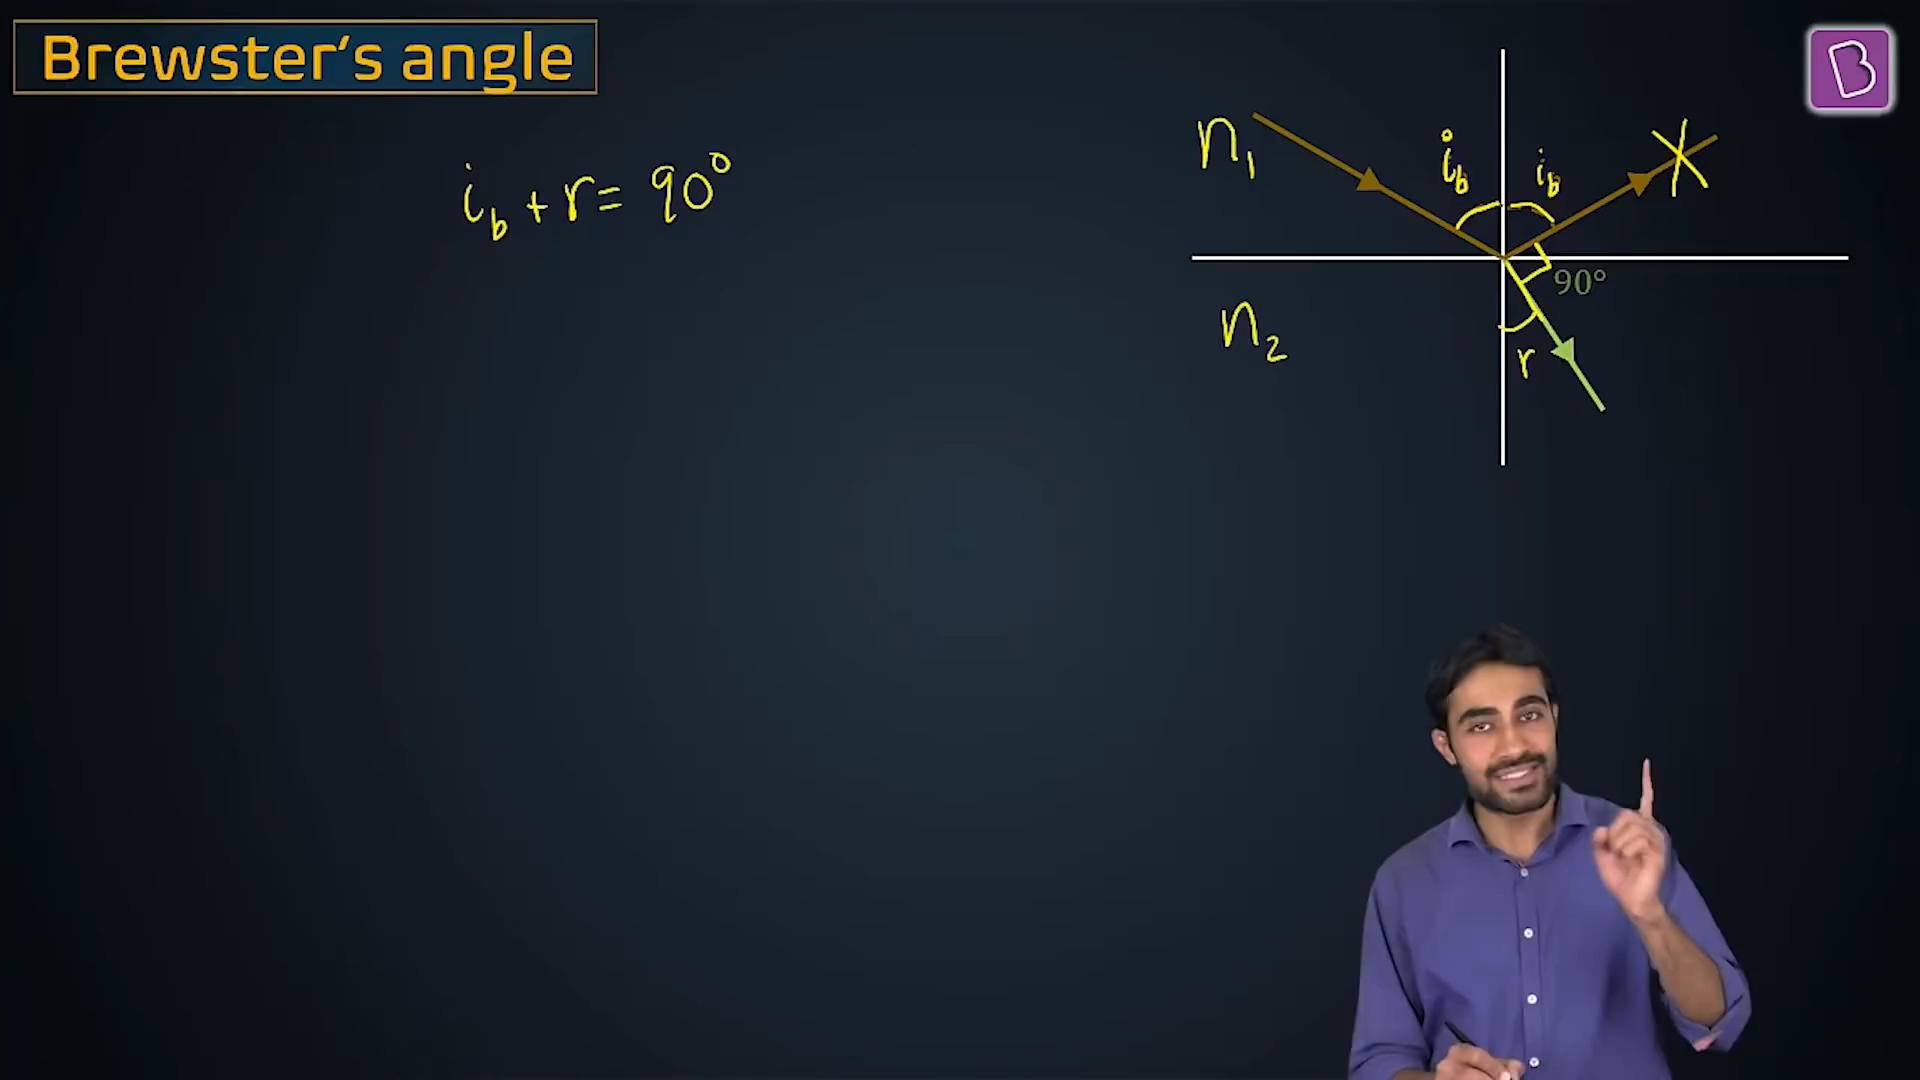 Brewster's angle
B
i_b + r = 90°
n₁
i_b
i_b
X
90°
n₂
r